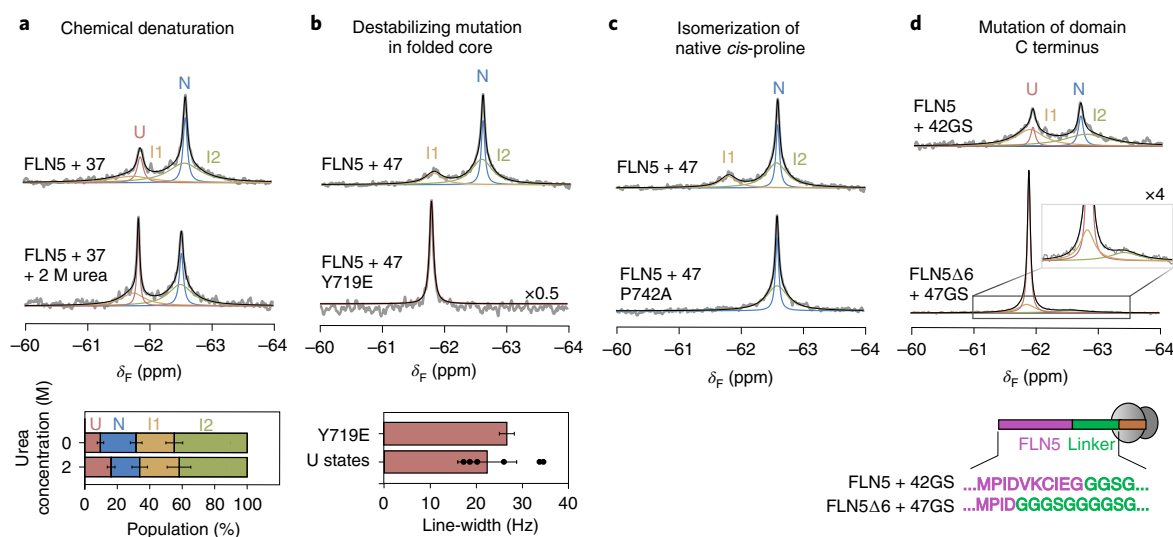 a Chemical denaturation
U
N
I1
I2
FLN5 + 37
FLN5 + 37
+ 2 M urea
–60 –61 –62 –63 –64
δF (ppm)
Urea
concentration (M)
U N I1 I2
0
2
0 20 40 60 80 100
Population (%)
b Destabilizing mutation
in folded core
N
I1
I2
FLN5 + 47
FLN5 + 47
Y719E
×0.5
–60 –61 –62 –63 –64
δF (ppm)
Y719E
U states
0 10 20 30 40
Line-width (Hz)
c Isomerization of
native cis-proline
N
I1
I2
FLN5 + 47
FLN5 + 47
P742A
–60 –61 –62 –63 –64
δF (ppm)
d Mutation of domain
C terminus
U
N
I1
I2
FLN5
+ 42GS
×4
FLN5Δ6
+ 47GS
–60 –61 –62 –63 –64
δF (ppm)
FLN5 Linker
FLN5 + 42GS ...MPIDVKCIEGGGSG...
FLN5Δ6 + 47GS ...MPIDGGGSGGGGSG...